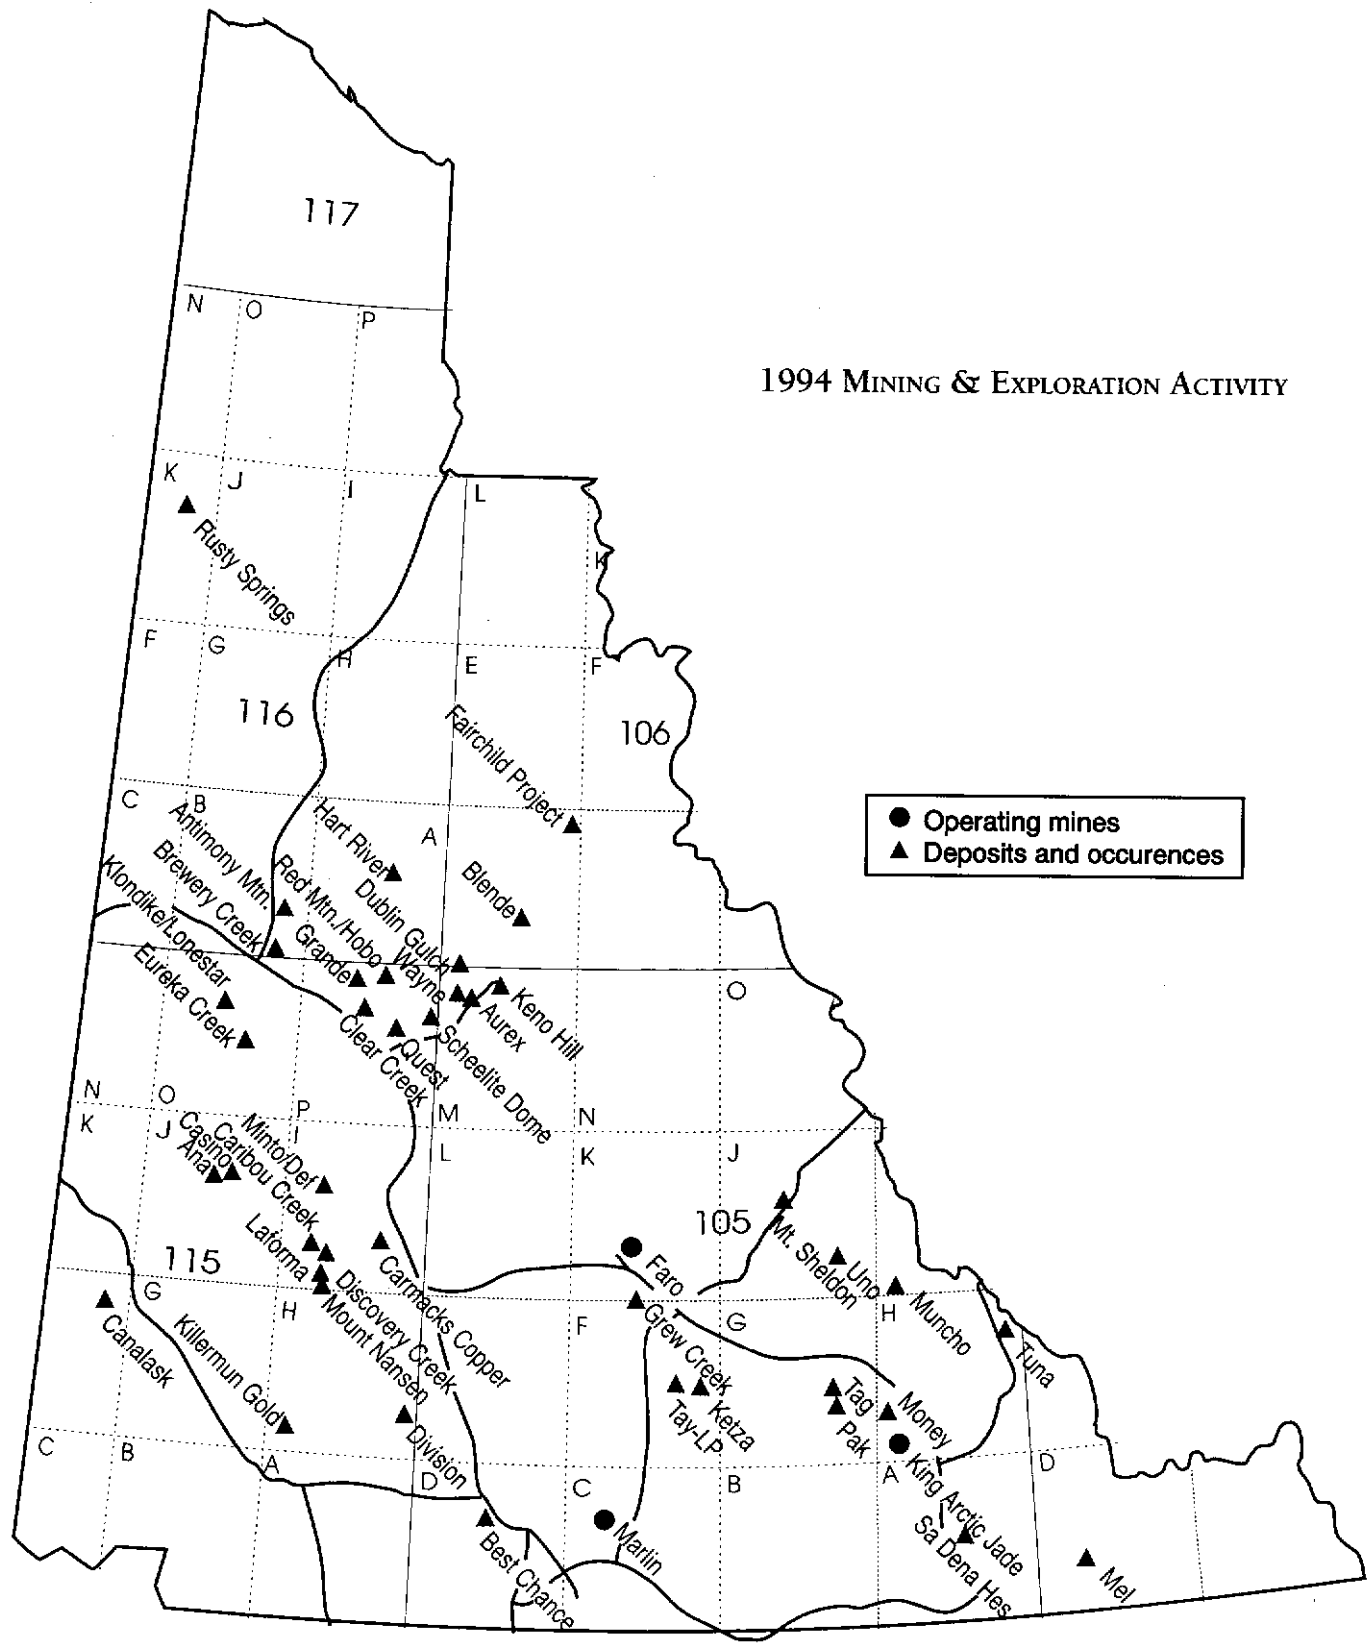 117
N O P
1994 MINING & EXPLORATION ACTIVITY
K J I L
Rusty Springs
K
F G H E F
116
106
Fairchild Project
C B A
Antimony Mtn.
Hart River
Operating mines
Deposits and occurences
Brewery Creek
Red Mtn./Hobo
Dublin Gulch
Blende
Klondike/Lonestar
Grande
Wayne
Eureka Creek
Keno Hill
Aurex
O
Clear Creek
Quest
Scheelite Dome
N O P M N
K J I L K J
Minto/Def
Caribou Creek
Casino
Ana
105
Mt. Sheldon
Laforma
115
Faro
Uno
Carmacks Copper
Discovery Creek
Mount Nansen
Muncho
G H F G H
Canalask
Killermun Gold
Grew Creek
Tuna
Tay-LP
Ketza
Tag
Pak
Money
Division
King Arctic Jade
C B A D C B A D
Marlin
Best Chance
Sa Dena Hes
Mel